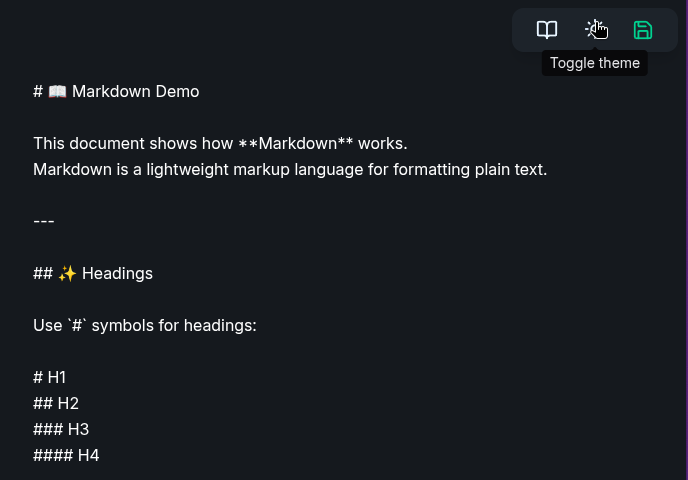 Toggle theme
# 📖 Markdown Demo
This document shows how **Markdown** works.
Markdown is a lightweight markup language for formatting plain text.
---
## ✨ Headings
Use `#` symbols for headings:
# H1
## H2
### H3
#### H4